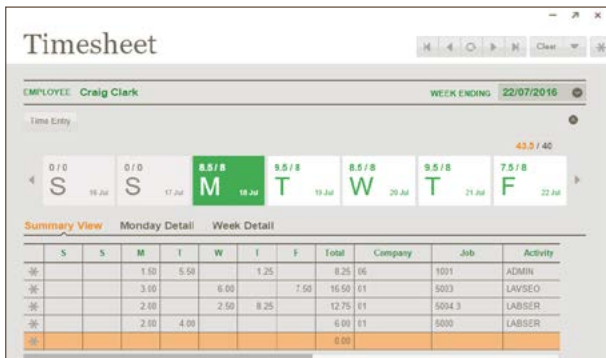 Timesheet
Clear
EMPLOYEE Craig Clark WEEK ENDING 22/07/2016
Time Entry
43.5 / 40
0 / 0 0 / 0 8.5 / 8 9.5 / 8 8.5 / 8 9.5 / 8 7.5 / 8
S 16 Jul S 17 Jul M 18 Jul T 19 Jul W 20 Jul T 21 Jul F 22 Jul
Summary View Monday Detail Week Detail
S S M T W T F Total Company Job Activity
1.50 5.50 1.25 8.25 06 1001 ADMIN
3.00 6.00 7.50 16.50 01 5003 LAVSEO
2.00 2.50 8.25 12.75 01 5004.3 LABSER
2.00 4.00 6.00 01 5000 LABSER
0.00